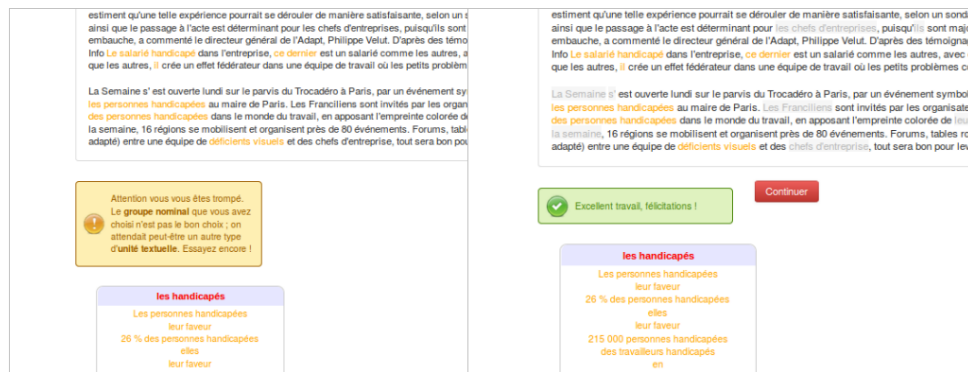 estiment qu'une telle expérience pourrait se dérouler de manière satisfaisante, selon un s
ainsi que le passage à l'acte est déterminant pour les chefs d'entreprises, puisqu'ils sont
embauche, a commenté le directeur général de l'Adapt, Philippe Velut. D'après des témo
Info Le salarié handicapé dans l'entreprise, ce dernier est un salarié comme les autres, a
que les autres, il crée un effet fédérateur dans une équipe de travail où les petits problèm
La Semaine s' est ouverte lundi sur le parvis du Trocadéro à Paris, par un événement sy
les personnes handicapées au maire de Paris. Les Franciliens sont invités par les organ
des personnes handicapées dans le monde du travail, en apposant l'empreinte colorée de
la semaine, 16 régions se mobilisent et organisent près de 80 événements. Forums, tabl
adapté) entre une équipe de déficients visuels et des chefs d'entreprise, tout sera bon pou
Attention vous vous êtes trompé.
Le groupe nominal que vous avez
choisi n'est pas le bon choix ; on
attendait peut-être un autre type
d'unité textuelle. Essayez encore !
les handicapés
Les personnes handicapées
leur faveur
26 % des personnes handicapées
elles
leur faveur
estiment qu'une telle expérience pourrait se dérouler de manière satisfaisante, selon un sond
ainsi que le passage à l'acte est déterminant pour les chefs d'entreprises, puisqu'ils sont maj
embauche, a commenté le directeur général de l'Adapt, Philippe Velut. D'après des témoigna
Info Le salarié handicapé dans l'entreprise, ce dernier est un salarié comme les autres, avec
que les autres, il crée un effet fédérateur dans une équipe de travail où les petits problèmes c
La Semaine s' est ouverte lundi sur le parvis du Trocadéro à Paris, par un événement symbo
les personnes handicapées au maire de Paris. Les Franciliens sont invités par les organisate
des personnes handicapées dans le monde du travail, en apposant l'empreinte colorée de leu
la semaine, 16 régions se mobilisent et organisent près de 80 événements. Forums, tables ro
adapté) entre une équipe de déficients visuels et des chefs d'entreprise, tout sera bon pour lev
Continuer
Excellent travail, félicitations !
les handicapés
Les personnes handicapées
leur faveur
26 % des personnes handicapées
elles
leur faveur
215 000 personnes handicapées
des travailleurs handicapés
en